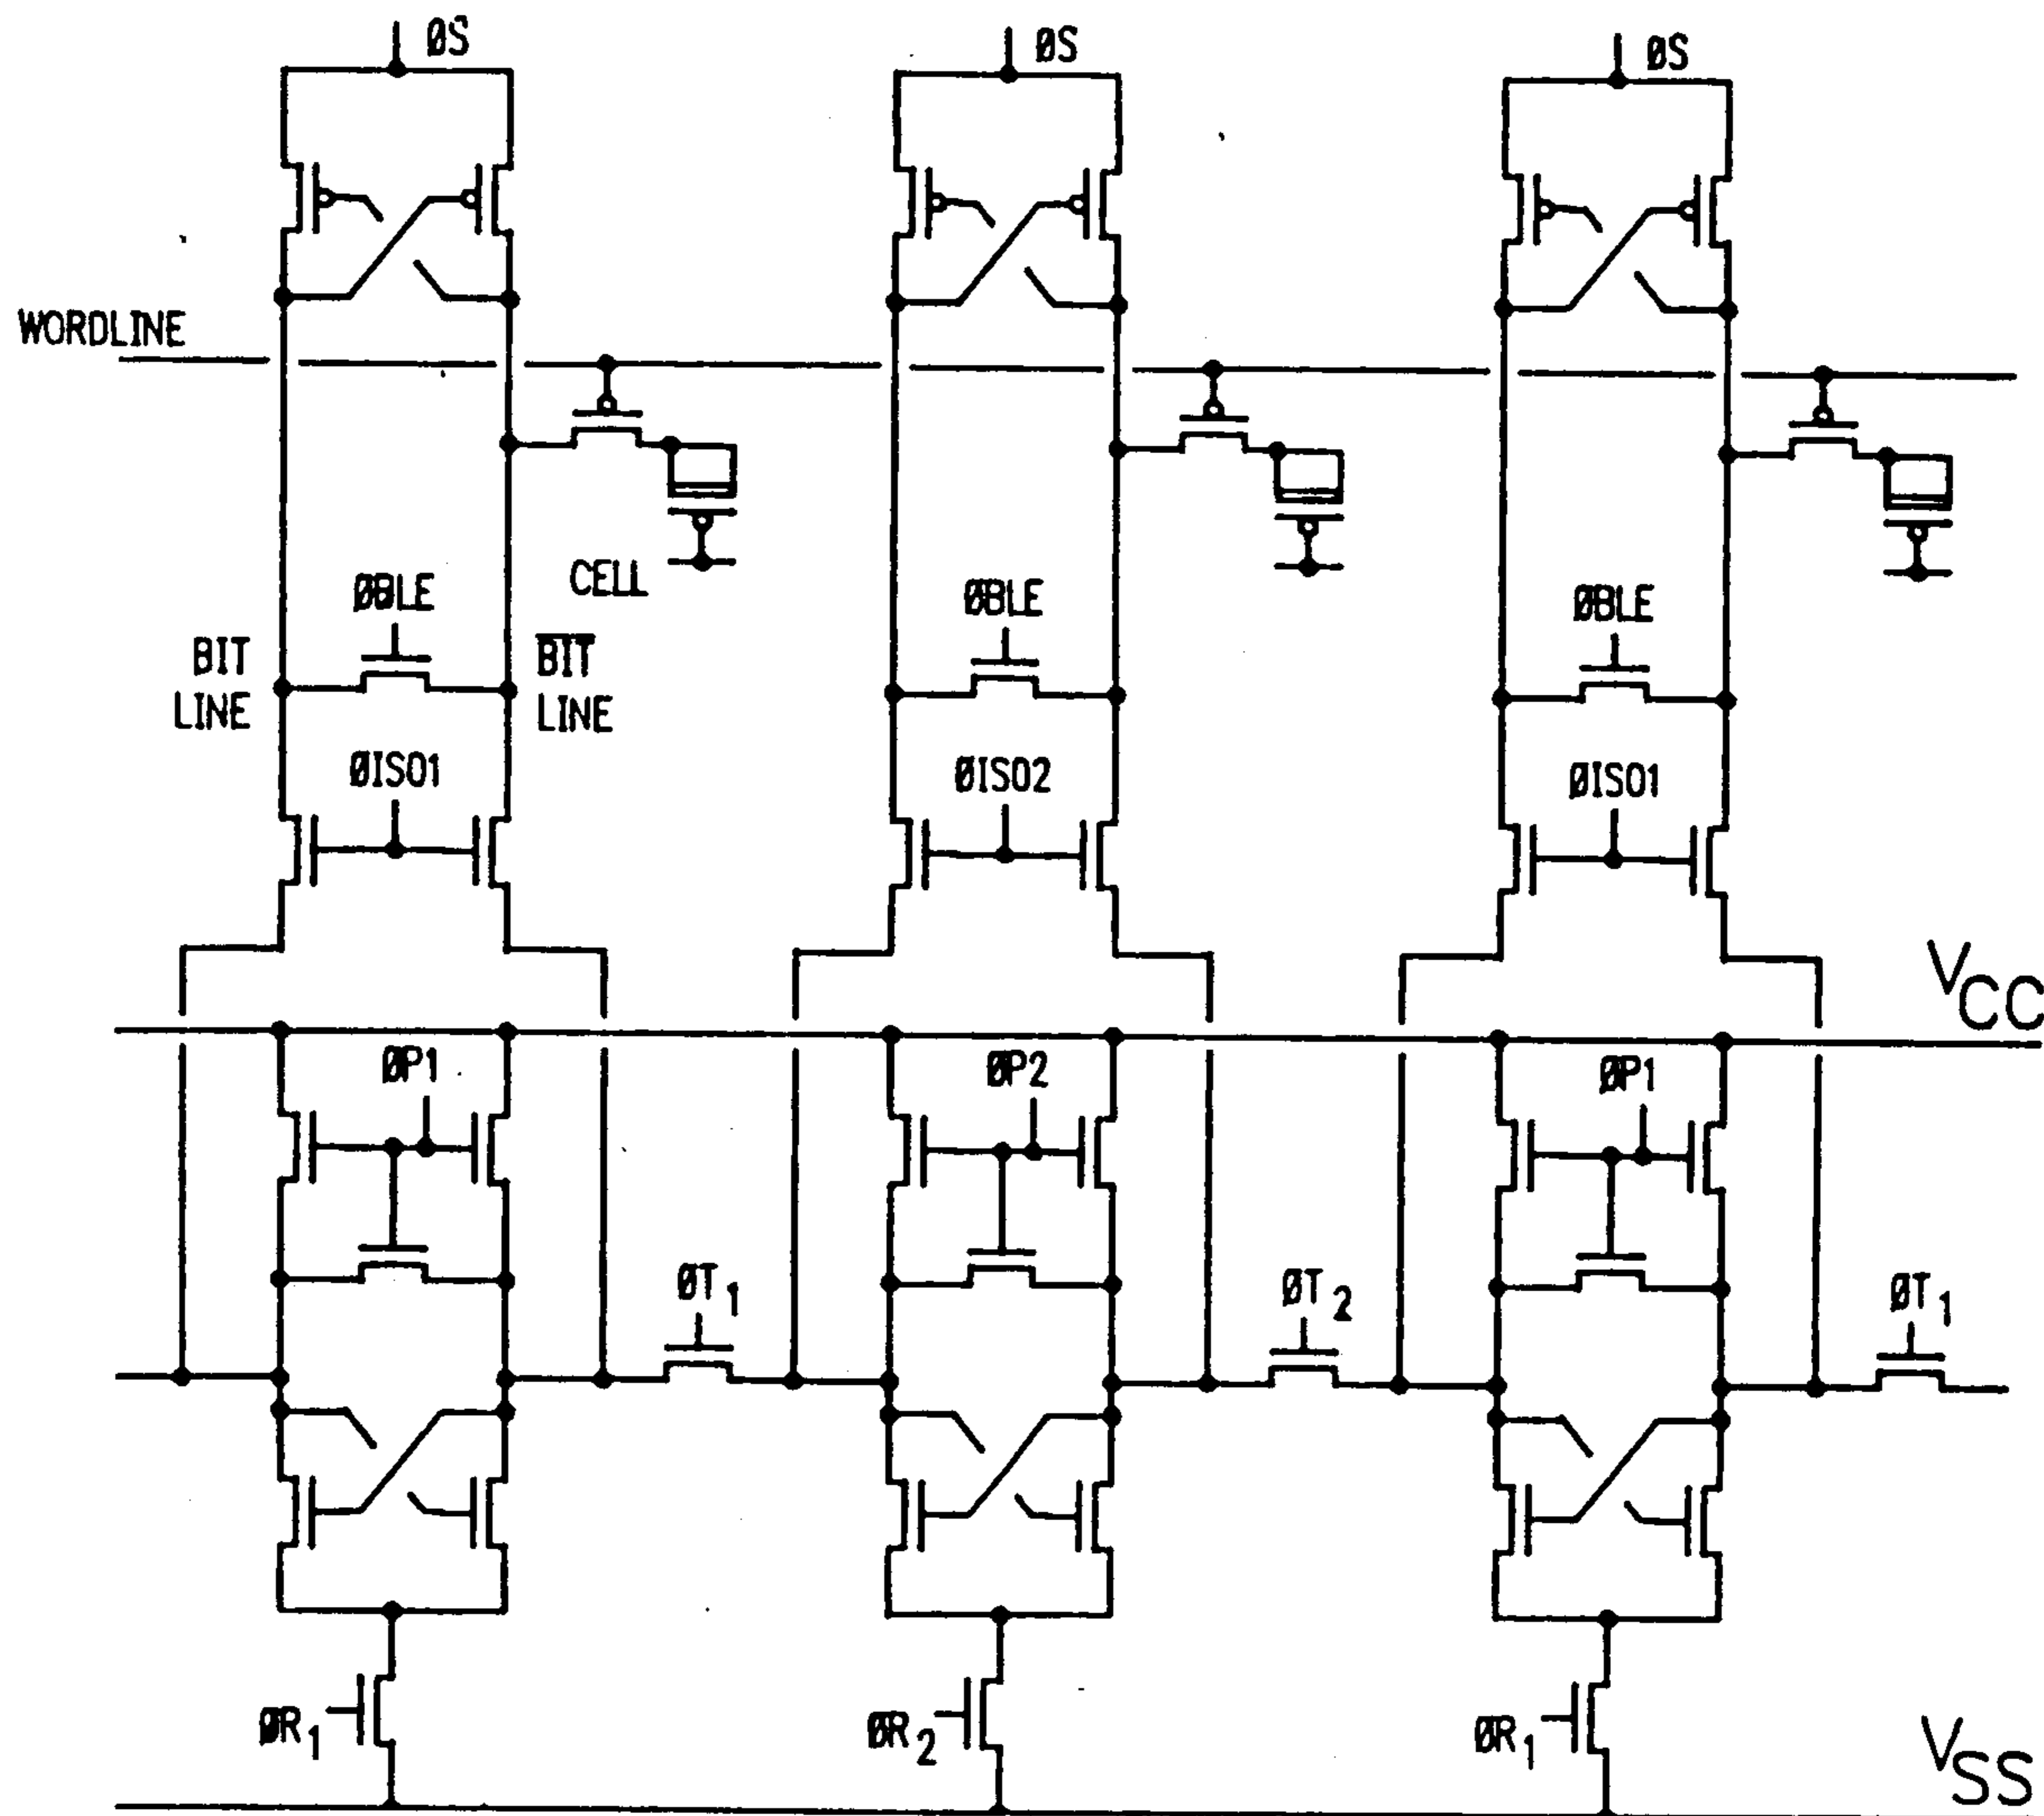 ØS ØS ØS
WORDLINE
CELL
ØBLE ØBLE ØBLE
BIT LINE
B̅I̅T̅ LINE
ØISO1 ØISO2 ØISO1
VCC
ØP1 ØP2 ØP1
ØT1 ØT2 ØT1
ØR1 ØR2 ØR1
VSS